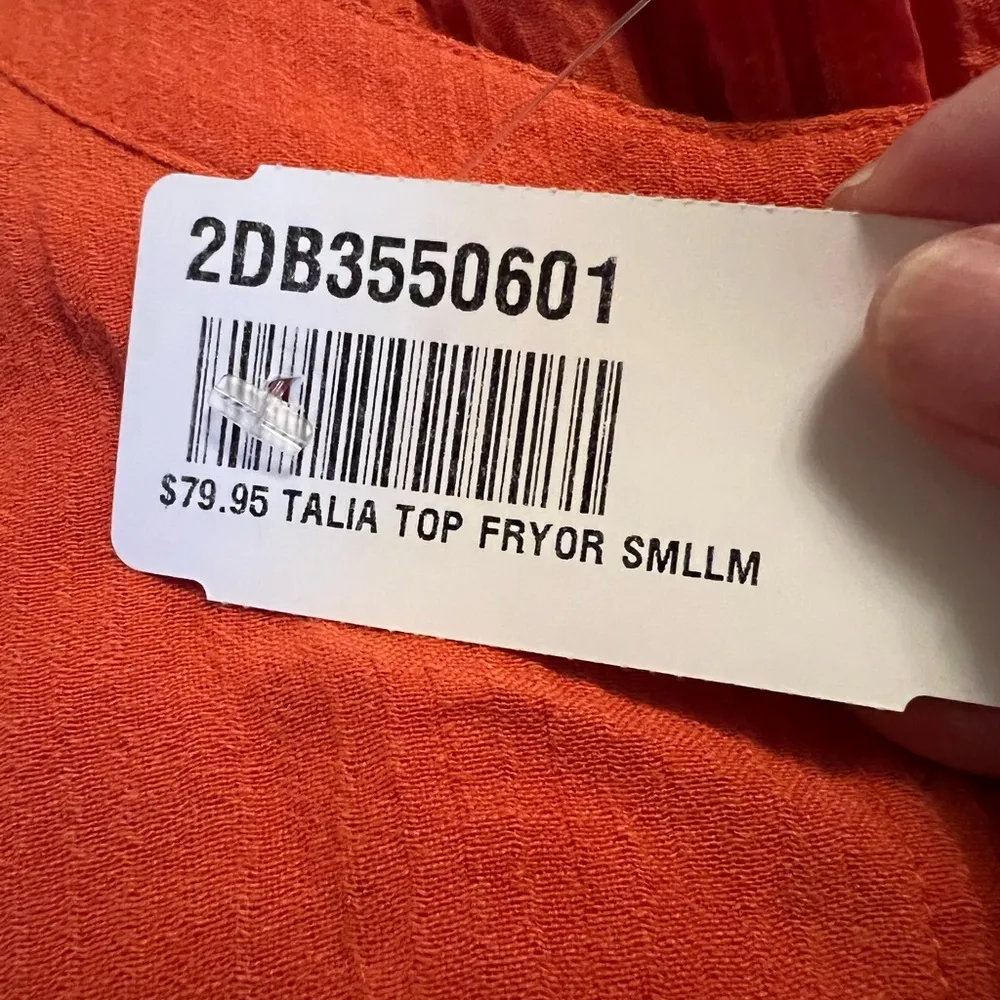 2DB3550601
$79.95 TALIA TOP FRYOR SMLLM